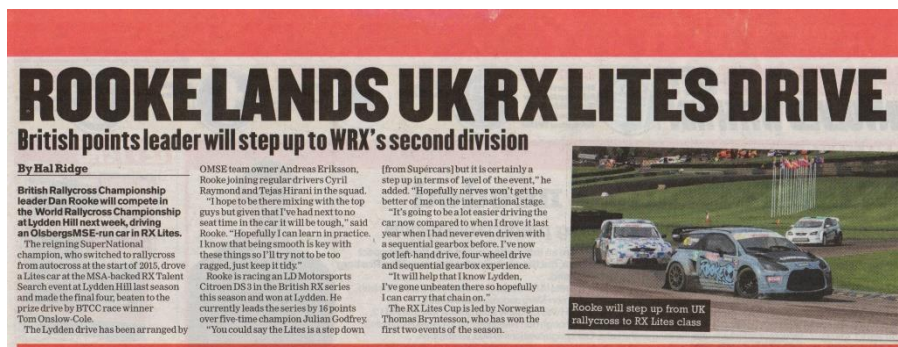 ROOKE LANDS UK RX LITES DRIVE
British points leader will step up to WRX's second division
By Hal Ridge
British Rallycross Championship
leader Dan Rooke will compete in
the World Rallycross Championship
at Lydden Hill next week, driving
an OlsbergsMSE-run car in RX Lites.
The reigning SuperNational
champion, who switched to rallycross
from autocross at the start of 2015, drove
a Lites car at the MSA-backed RX Talent
Search event at Lydden Hill last season
and made the final four, beaten to the
prize drive by BTCC race winner
Tom Onslow-Cole.
The Lydden drive has been arranged by
OMSE team owner Andreas Eriksson,
Rooke joining regular drivers Cyril
Raymond and Tejas Hirani in the squad.
"I hope to be there mixing with the top
guys but given that I've had next to no
seat time in the car it will be tough," said
Rooke. "Hopefully I can learn in practice.
I know that being smooth is key with
these things so I'll try not to be too
ragged, just keep it tidy."
Rooke is racing an LD Motorsports
Citroen DS3 in the British RX series
this season and won at Lydden. He
currently leads the series by 16 points
over five-time champion Julian Godfrey.
"You could say the Lites is a step down
[from Supercars] but it is certainly a
step up in terms of level of the event," he
added. "Hopefully nerves won't get the
better of me on the international stage.
"It's going to be a lot easier driving the
car now compared to when I drove it last
year when I had never even driven with
a sequential gearbox before. I've now
got left-hand drive, four-wheel drive
and sequential gearbox experience.
"It will help that I know Lydden,
I've gone unbeaten there so hopefully
I can carry that chain on."
The RX Lites Cup is led by Norwegian
Thomas Bryntesson, who has won the
first two events of the season.
Rooke will step up from UK
rallycross to RX Lites class